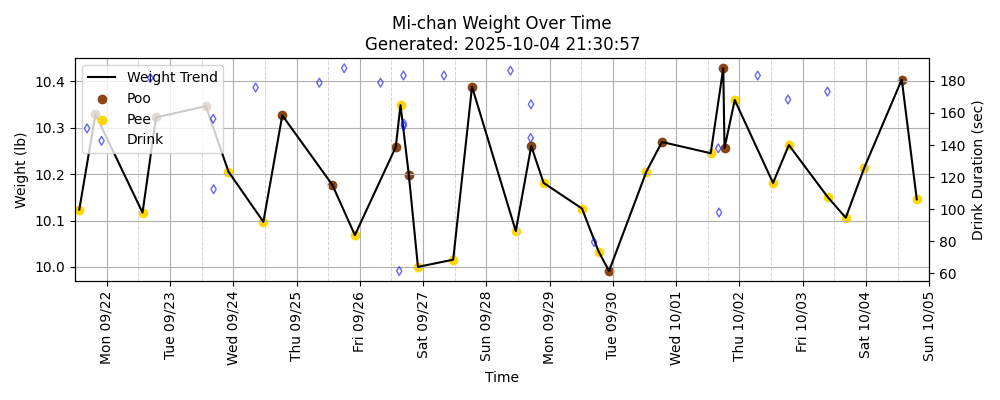 Mi-chan Weight Over Time
Generated: 2025-10-04 21:30:57
Weight (lb)
10.4
10.3
10.2
10.1
10.0
Weight Trend
Poo
Pee
Drink
180
160
140
120
100
80
60
Drink Duration (sec)
Mon 09/22
Tue 09/23
Wed 09/24
Thu 09/25
Fri 09/26
Sat 09/27
Sun 09/28
Mon 09/29
Tue 09/30
Wed 10/01
Thu 10/02
Fri 10/03
Sat 10/04
Sun 10/05
Time